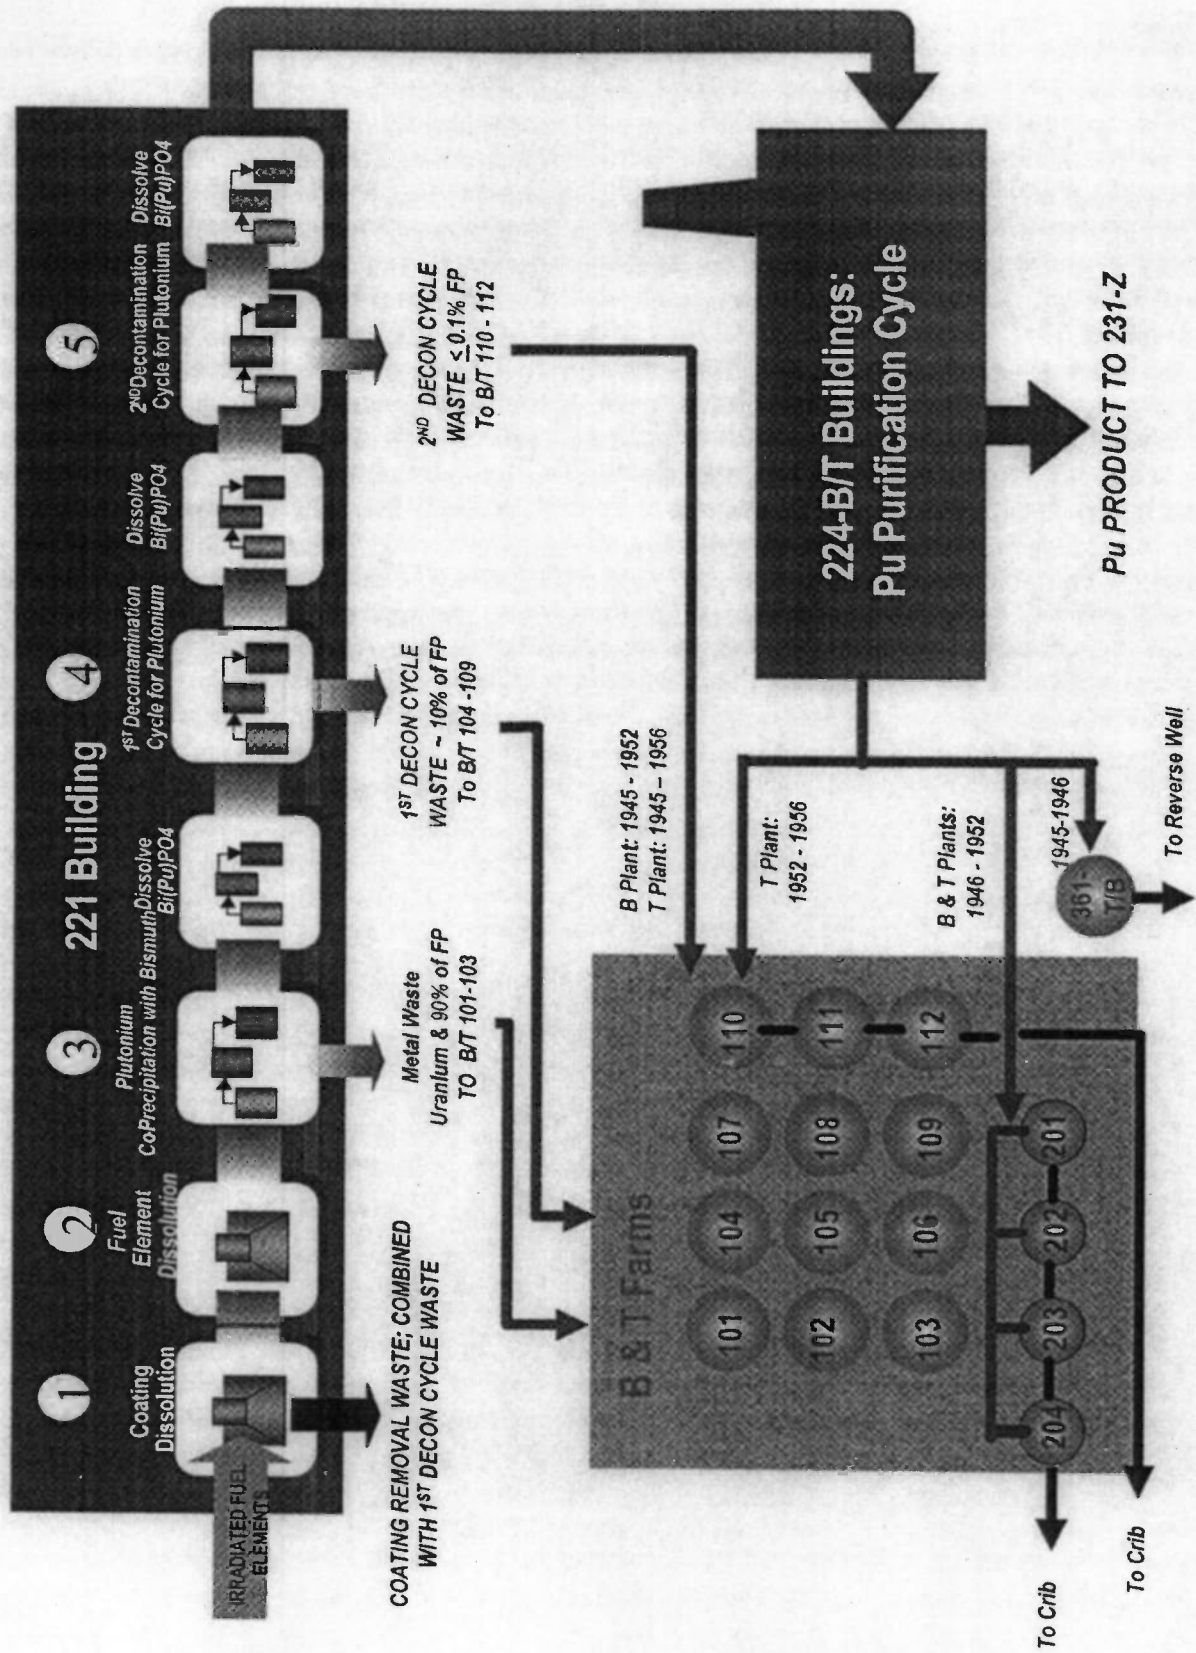 221 Building
1
2
3
4
5
Coating
Dissolution
Fuel
Element
Dissolution
Plutonium
CoPrecipitation with Bismuth
Dissolve
Bi(Pu)PO4
1ST Decontamination
Cycle for Plutonium
Dissolve
Bi(Pu)PO4
2ND Decontamination
Cycle for Plutonium
Dissolve
Bi(Pu)PO4
IRRADIATED FUEL
ELEMENTS
COATING REMOVAL WASTE; COMBINED
WITH 1ST DECON CYCLE WASTE
Metal Waste
Uranium & 90% of FP
TO B/T 101-103
1ST DECON CYCLE
WASTE ~ 10% of FP
To B/T 104 -109
2ND DECON CYCLE
WASTE ≤ 0.1% FP
To B/T 110 - 112
B & T Farms
101
104
107
110
102
105
108
111
103
106
109
112
204
203
202
201
B Plant: 1945 - 1952
T Plant: 1945 – 1956
T Plant:
1952 - 1956
B & T Plants:
1946 - 1952
1945-1946
361-
T/B
To Reverse Well
224-B/T Buildings:
Pu Purification Cycle
Pu PRODUCT TO 231-Z
To Crib
To Crib